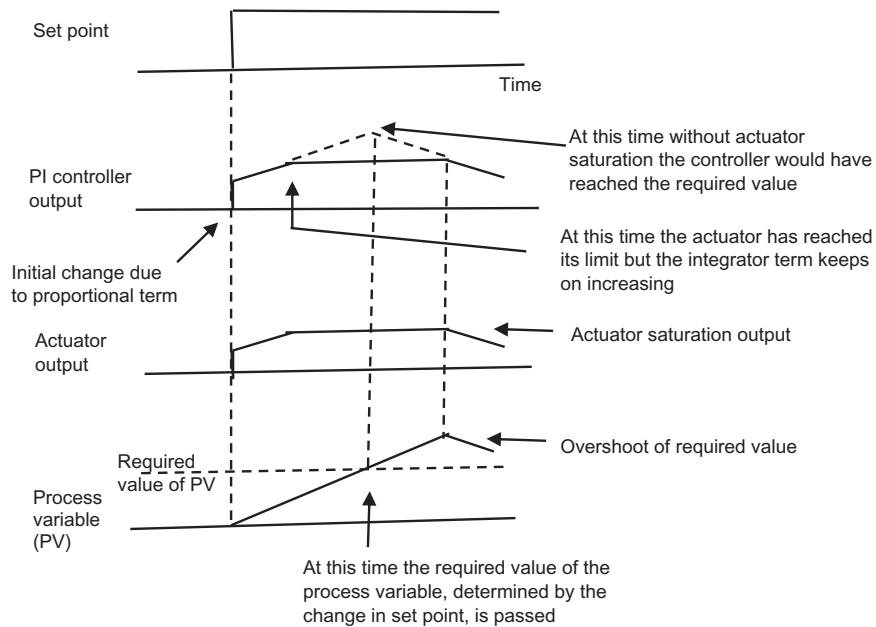 Set point
Time
At this time without actuator
saturation the controller would have
reached the required value
PI controller
output
At this time the actuator has reached
its limit but the integrator term keeps
on increasing
Initial change due
to proportional term
Actuator saturation output
Actuator
output
Overshoot of required value
Required
value of PV
Process
variable
(PV)
At this time the required value of the
process variable, determined by the
change in set point, is passed